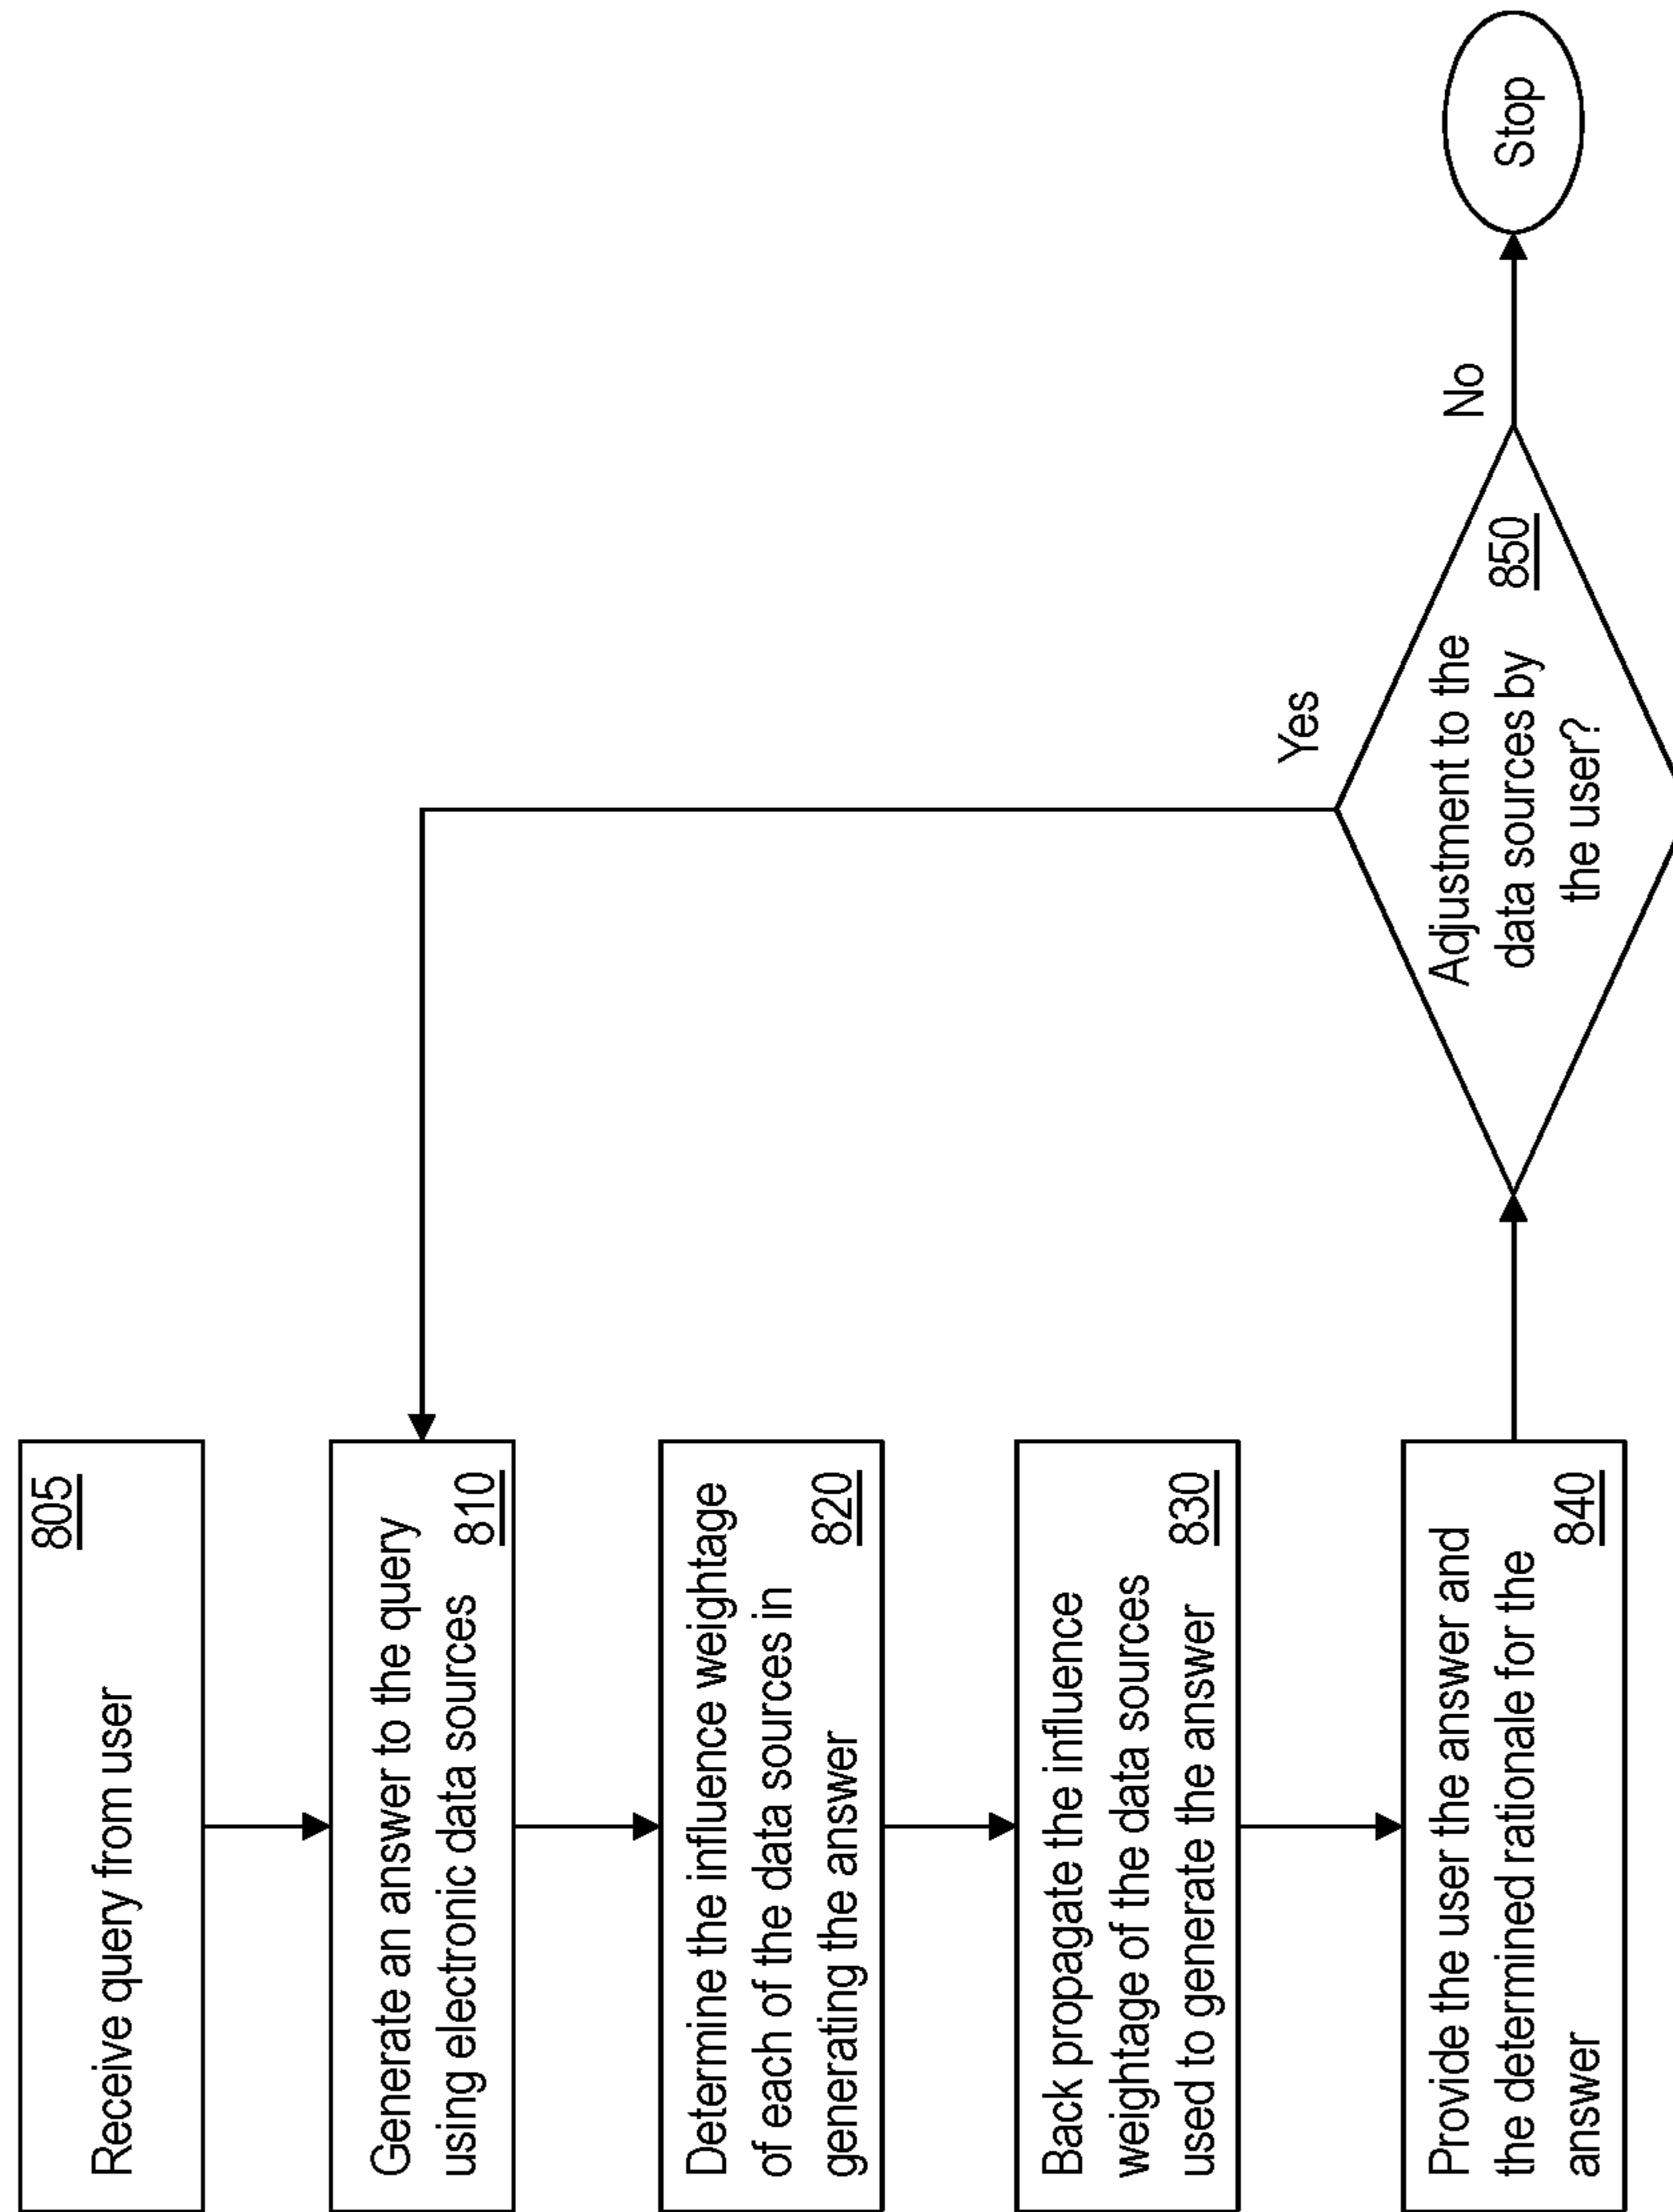 805
Receive query from user
Generate an answer to the query
using electronic data sources 810
Determine the influence weightage
of each of the data sources in
generating the answer 820
Back propagate the influence
weightage of the data sources
used to generate the answer 830
Provide the user the answer and
the determined rationale for the
answer 840
Adjustment to the
data sources by 850
the user?
Yes
No
Stop